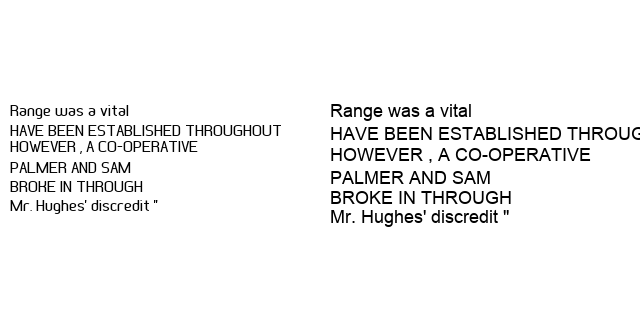 Range was a vital
HAVE BEEN ESTABLISHED THROUGHOUT
HOWEVER , A CO-OPERATIVE
PALMER AND SAM
BROKE IN THROUGH
Mr. Hughes' discredit "
Range was a vital
HAVE BEEN ESTABLISHED THROUG
HOWEVER , A CO-OPERATIVE
PALMER AND SAM
BROKE IN THROUGH
Mr. Hughes' discredit "